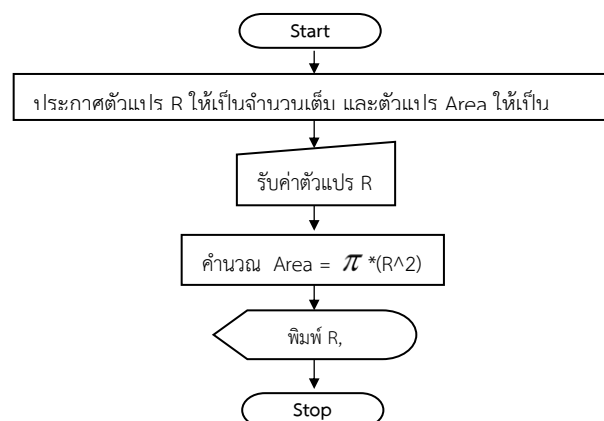 Start
ประกาศตัวแปร R ให้เป็นจำนวนเต็ม และตัวแปร Area ให้เป็น
รับค่าตัวแปร R
คำนวณ Area = π *(R^2)
พิมพ์ R,
Stop